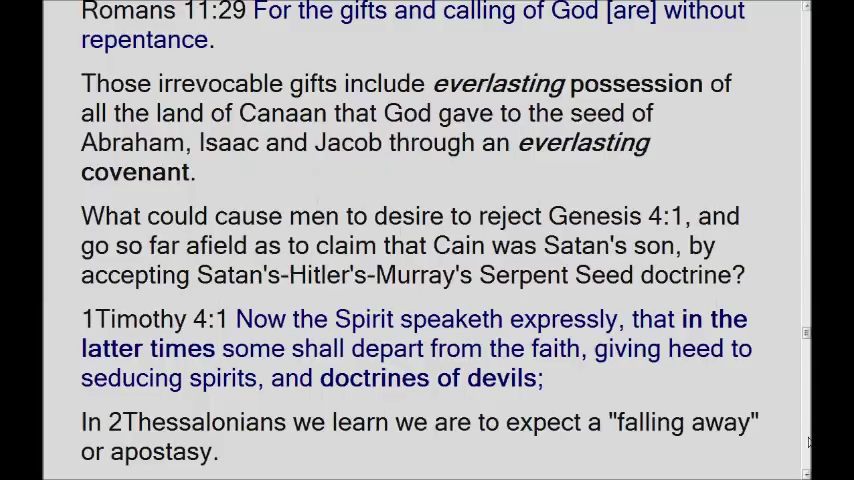 Romans 11:29 For the gifts and calling of God [are] without
repentance.
Those irrevocable gifts include everlasting possession of
all the land of Canaan that God gave to the seed of
Abraham, Isaac and Jacob through an everlasting
covenant.
What could cause men to desire to reject Genesis 4:1, and
go so far afield as to claim that Cain was Satan's son, by
accepting Satan's-Hitler's-Murray's Serpent Seed doctrine?
1Timothy 4:1 Now the Spirit speaketh expressly, that in the
latter times some shall depart from the faith, giving heed to
seducing spirits, and doctrines of devils;
In 2Thessalonians we learn we are to expect a "falling away"
or apostasy.